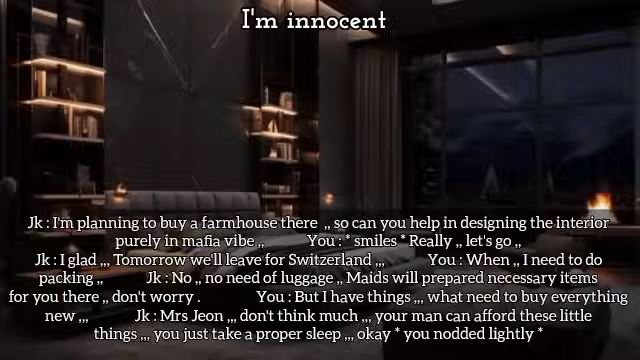 I'm innocent
Jk : I'm planning to buy a farmhouse there ,, so can you help in designing the interior
purely in mafia vibe ,, You : * smiles * Really ,, let's go ,,
Jk : I glad ,,, Tomorrow we'll leave for Switzerland ,,, You : When ,, I need to do
packing ,, Jk : No ,, no need of luggage ,, Maids will prepared necessary items
for you there ,, don't worry . You : But I have things ,,, what need to buy everything
new ,,, Jk : Mrs Jeon ,,, don't think much ,,, your man can afford these little
things ,,, you just take a proper sleep ,,, okay * you nodded lightly *